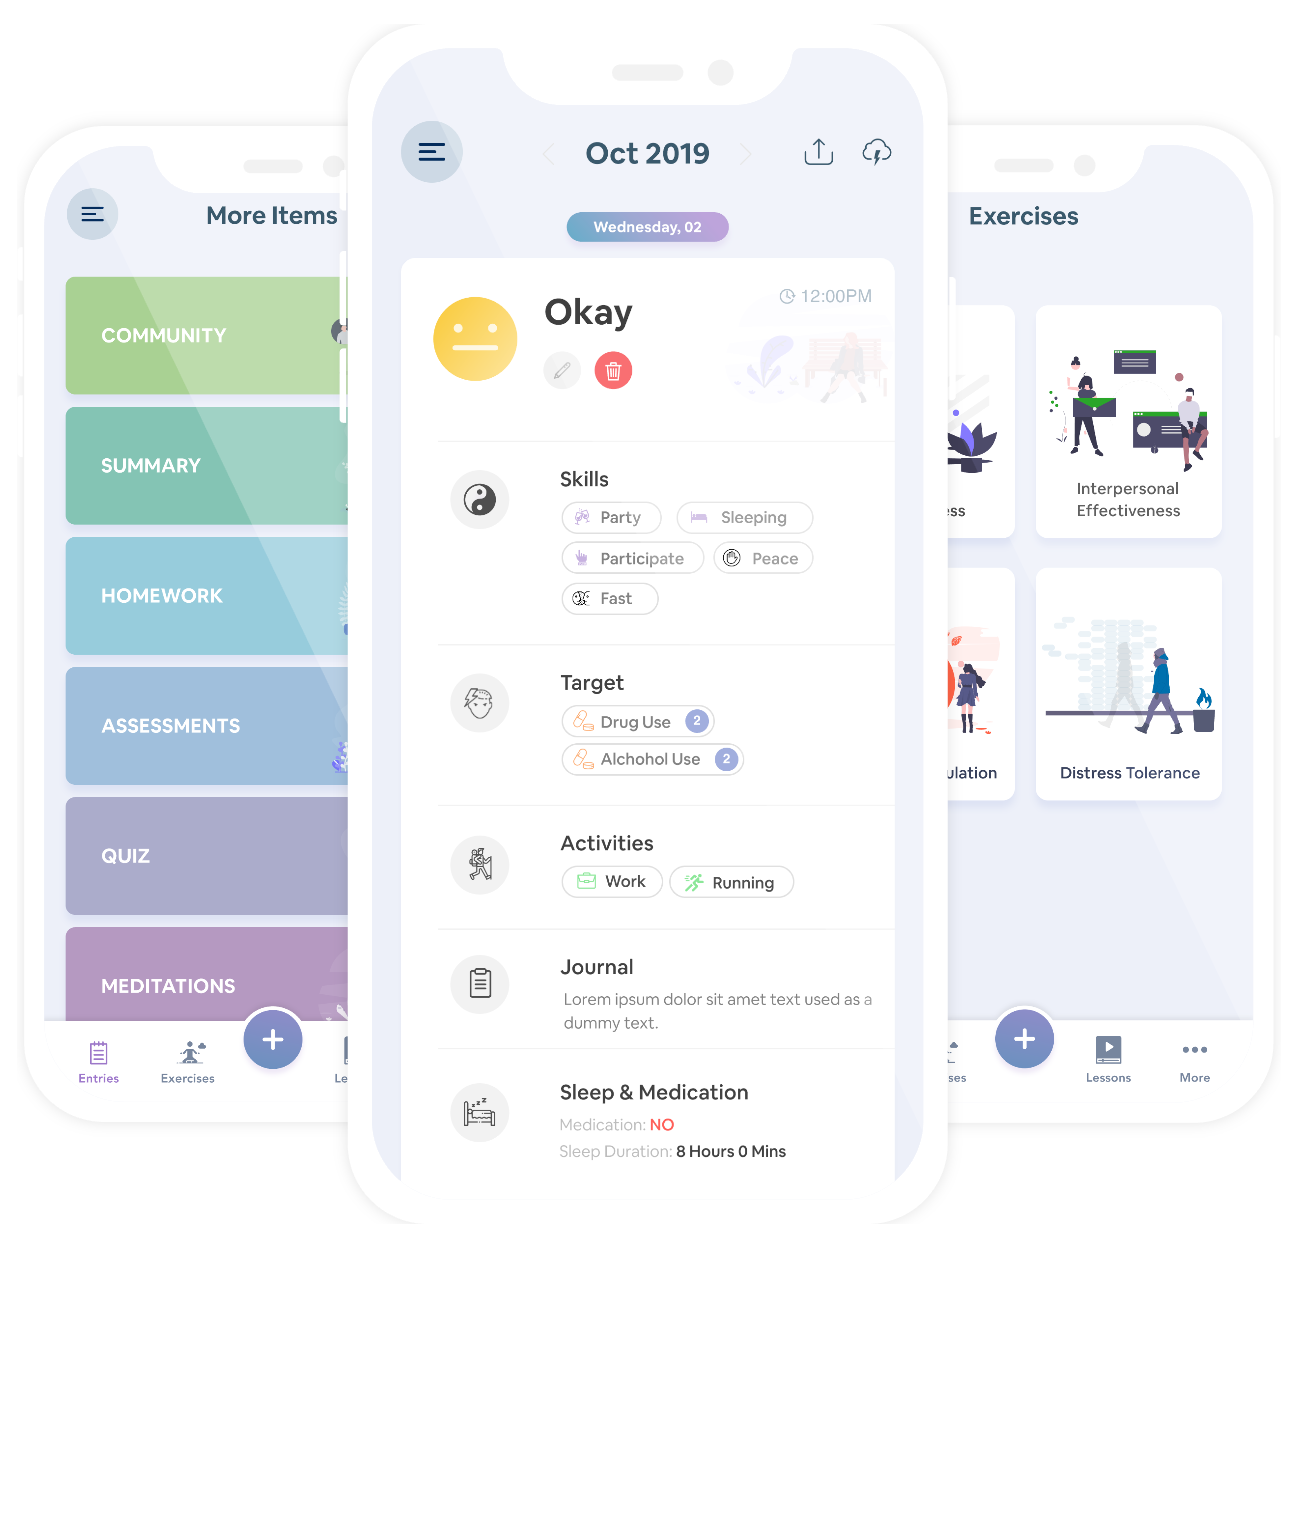 More Items
COMMUNITY
SUMMARY
HOMEWORK
ASSESSMENTS
QUIZ
MEDITATIONS
Entries
Exercises
Le
Oct 2019
Wednesday, 02
Okay
12:00PM
Skills
Party
Sleeping
Participate
Peace
Fast
Target
Drug Use 2
Alchohol Use 2
Activities
Work
Running
Journal
Lorem ipsum dolor sit amet text used as a
dummy text.
Sleep & Medication
Medication: NO
Sleep Duration: 8 Hours 0 Mins
Exercises
ess
Interpersonal
Effectiveness
ulation
Distress Tolerance
ses
Lessons
More